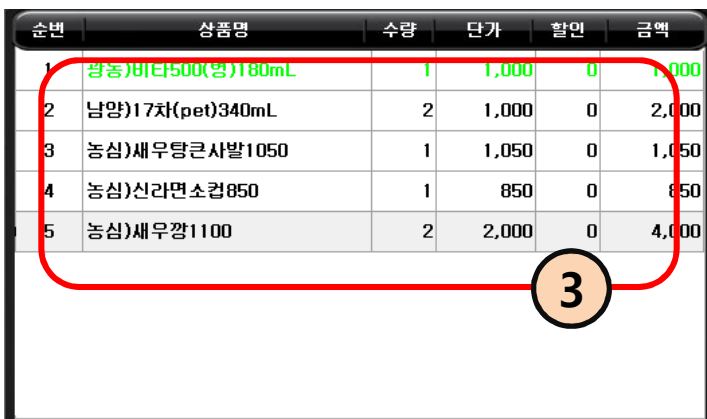 순번 상품명 수량 단가 할인 금액
1 광동)비타500(병)180mL 1 1,000 0 1,000
2 남양)17차(pet)340mL 2 1,000 0 2,000
3 농심)새우탕큰사발1050 1 1,050 0 1,050
4 농심)신라면소컵850 1 850 0 850
5 농심)새우깡1100 2 2,000 0 4,000
3